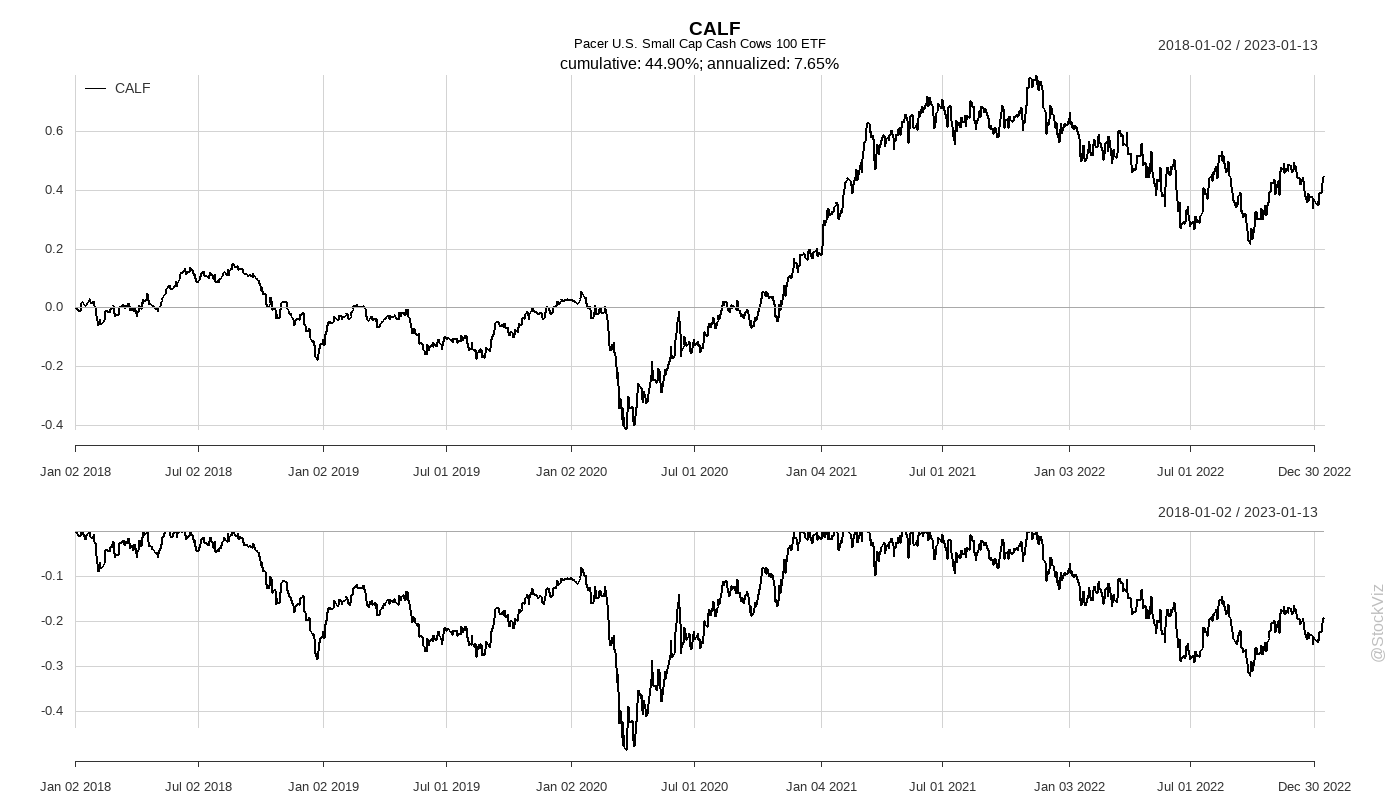 CALF
Pacer U.S. Small Cap Cash Cows 100 ETF
2018-01-02 / 2023-01-13
cumulative: 44.90%; annualized: 7.65%
CALF
0.6
0.4
0.2
0.0
-0.2
-0.4
Jan 02 2018 Jul 02 2018 Jan 02 2019 Jul 01 2019 Jan 02 2020 Jul 01 2020 Jan 04 2021 Jul 01 2021 Jan 03 2022 Jul 01 2022 Dec 30 2022
2018-01-02 / 2023-01-13
-0.1
-0.2
-0.3
-0.4
Jan 02 2018 Jul 02 2018 Jan 02 2019 Jul 01 2019 Jan 02 2020 Jul 01 2020 Jan 04 2021 Jul 01 2021 Jan 03 2022 Jul 01 2022 Dec 30 2022
@StockViz